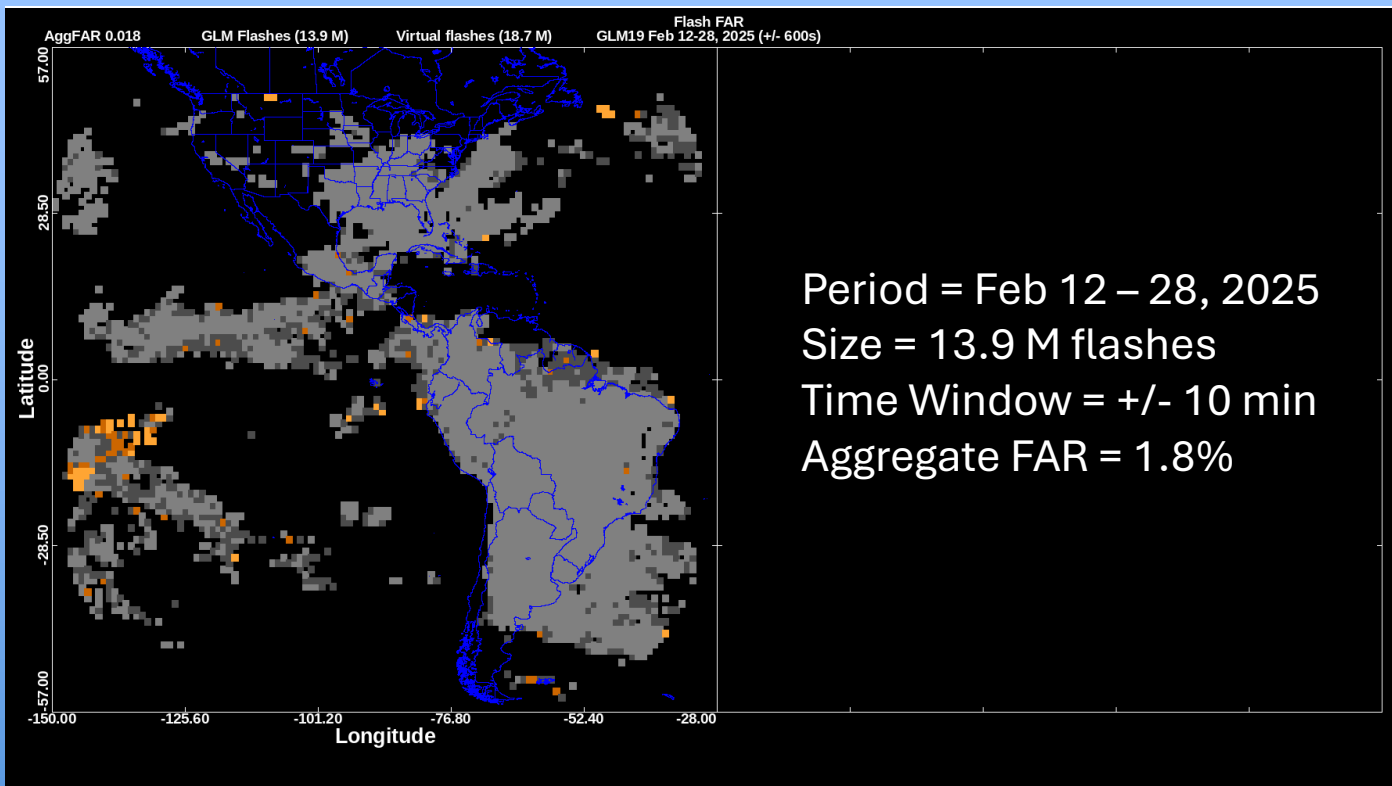 Flash FAR
AggFAR 0.018 GLM Flashes (13.9 M) Virtual flashes (18.7 M) GLM19 Feb 12-28, 2025 (+/- 600s)
57.00
28.50
0.00
-28.50
-57.00
Latitude
-150.00 -125.60 -101.20 -76.80 -52.40 -28.00
Longitude
Period = Feb 12 – 28, 2025
Size = 13.9 M flashes
Time Window = +/- 10 min
Aggregate FAR = 1.8%